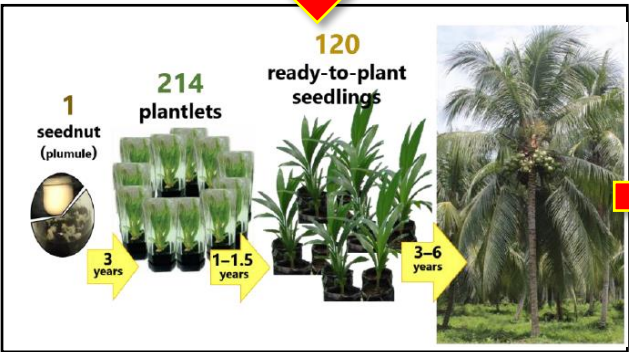 1
seednut
(plumule)
3
years
214
plantlets
1–1.5
years
120
ready-to-plant
seedlings
3–6
years